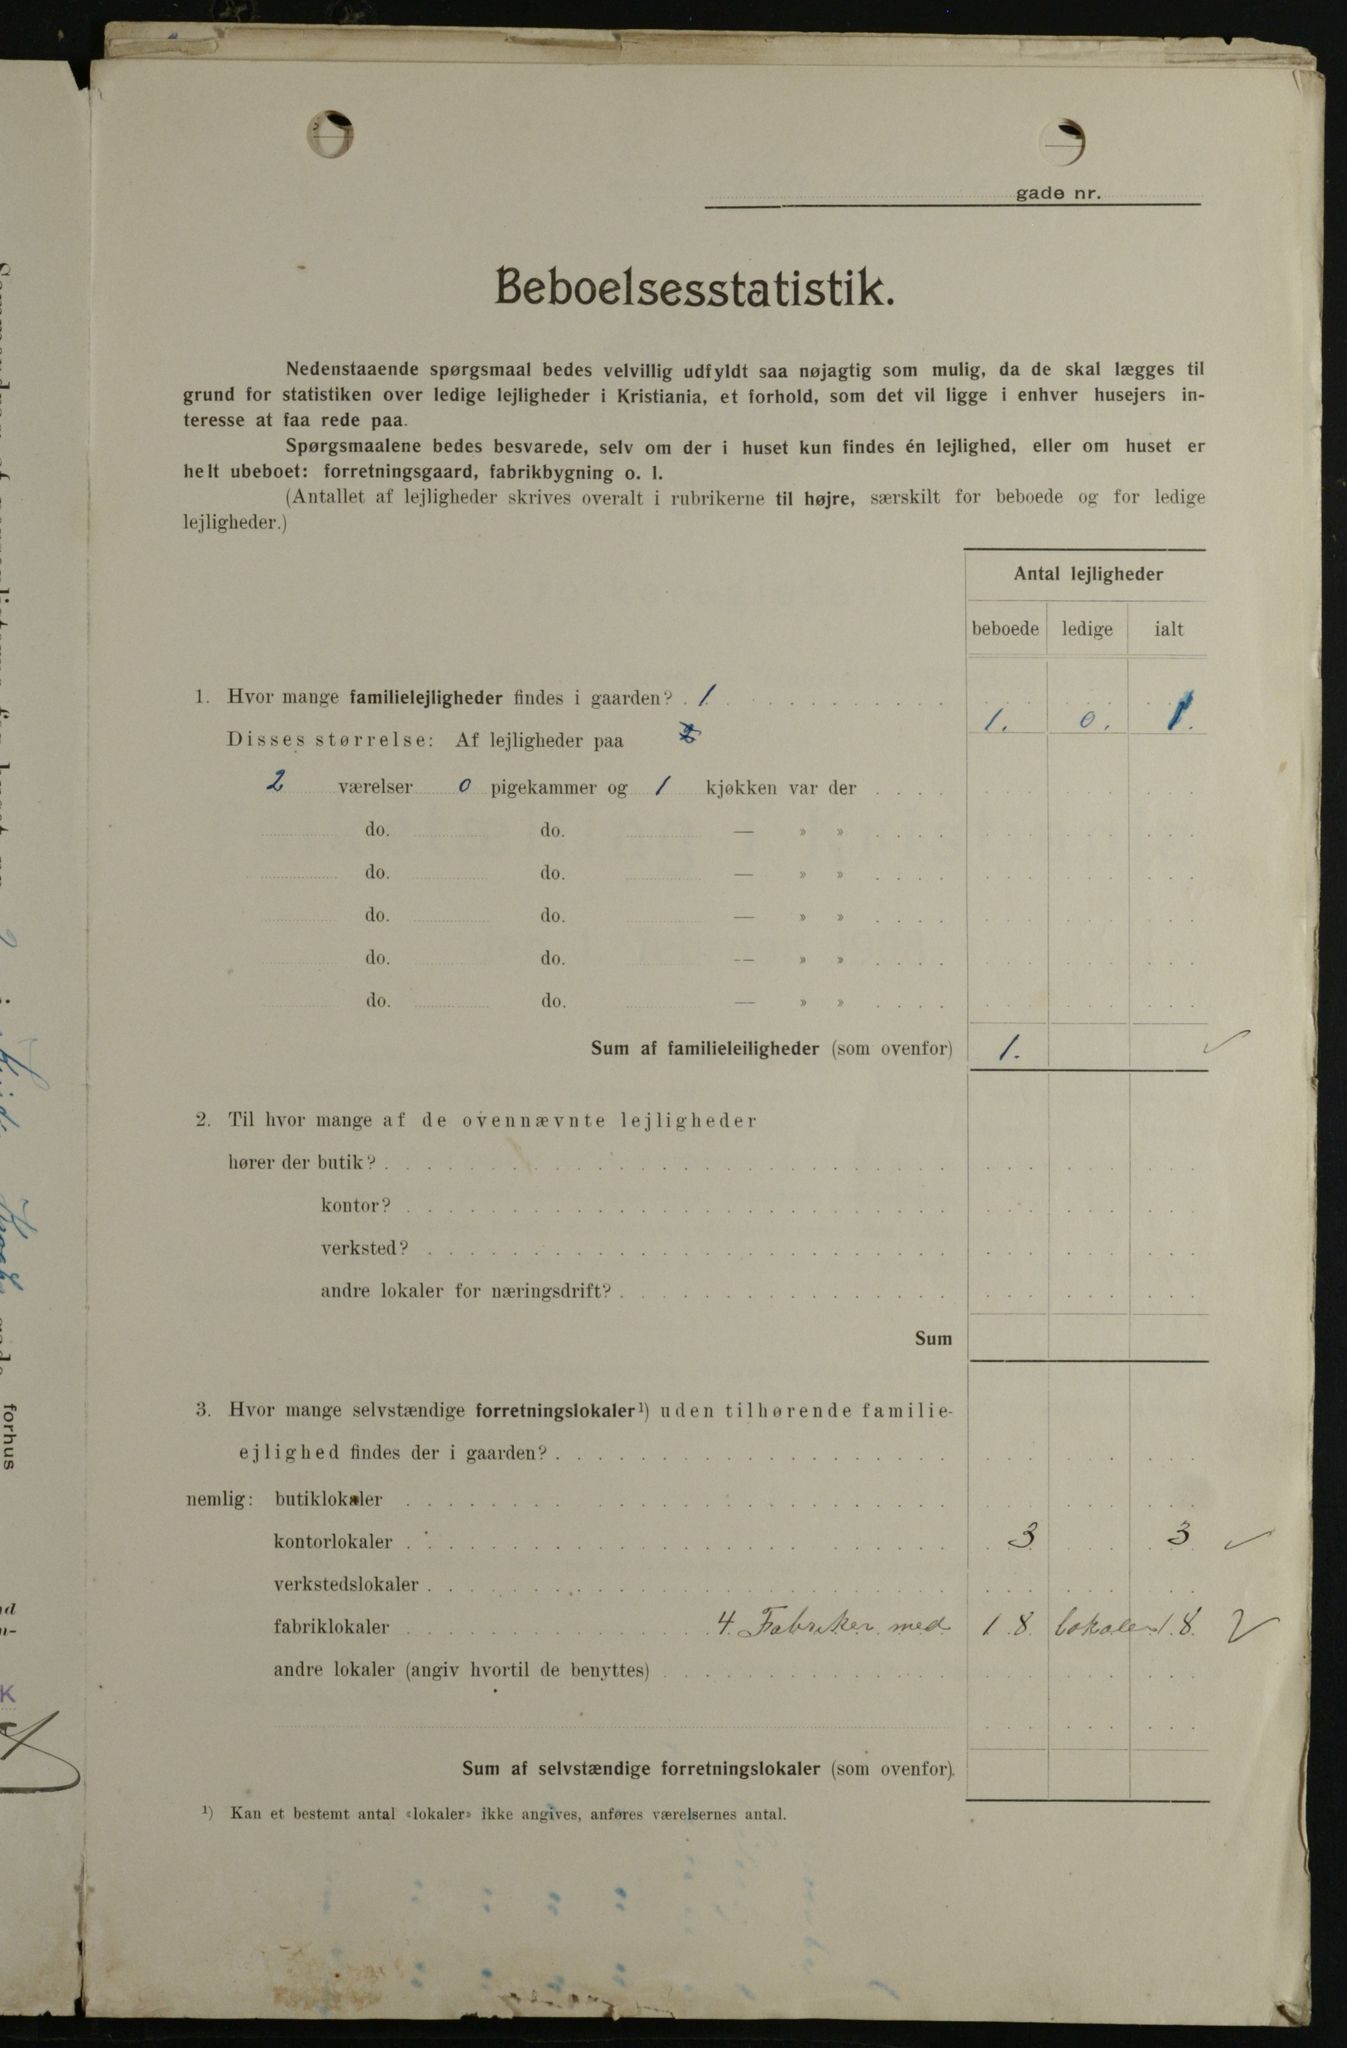 gade nr.
Beboelsesstatistik.
Nedenstaaende spørgsmaal bedes velvillig udfyldt saa nøjagtig som mulig, da de skal lægges til
grund for statistiken over ledige lejligheder i Kristiania, et forhold, som det vil ligge i enhver husejers in-
teresse at faa rede paa.
Spørgsmaalene bedes besvarede, selv om der i huset kun findes én lejlighed, eller om huset er
helt ubeboet: forretningsgaard, fabrikbygning o. l.
(Antallet af lejligheder skrives overalt i rubrikerne til højre, særskilt for beboede og for ledige
lejligheder.)
Antal lejligheder
beboede ledige ialt
1. Hvor mange familielejligheder findes i gaarden? 1 1. 0. 1.
Disses størrelse: Af lejligheder paa
2 værelser 0 pigekammer og 1 kjøkken var der
do. do. — » »
do. do. — » »
do. do. — » »
do. do. — » »
do. do. — » »
Sum af familieleiligheder (som ovenfor) 1.
2. Til hvor mange af de ovennævnte lejligheder
hører der butik?
kontor?
verksted?
andre lokaler for næringsdrift?
Sum
3. Hvor mange selvstændige forretningslokaler¹) uden tilhørende familie-
ejlighed findes der i gaarden?
nemlig: butiklokaler
kontorlokaler 3 3
verkstedslokaler
fabriklokaler 4 Fabriker med 18 lokaler 18
andre lokaler (angiv hvortil de benyttes)
Sum af selvstændige forretningslokaler (som ovenfor).
¹) Kan et bestemt antal «lokaler» ikke angives, anføres værelsernes antal.
forhus